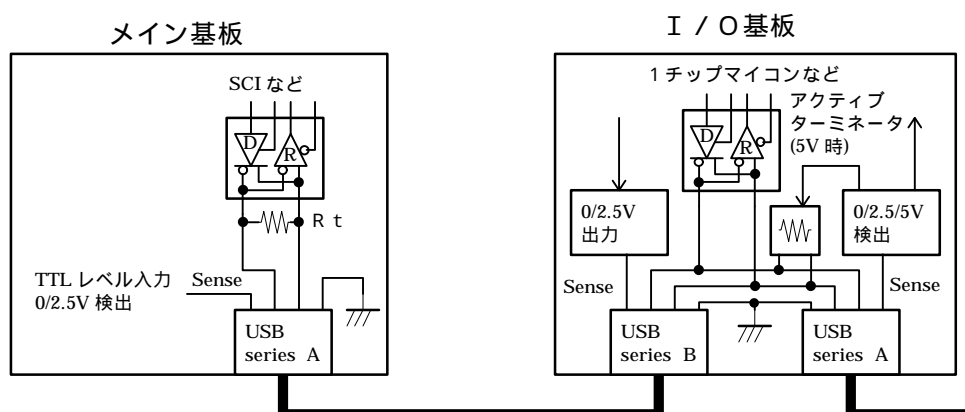 メイン基板
SCI など
D
R
Rt
TTL レベル入力
0/2.5V 検出
Sense
USB
series A
I/O基板
1チップマイコンなど
アクティブ
ターミネータ
(5V 時)
D
R
0/2.5V
出力
0/2.5/5V
検出
Sense
Sense
USB
series B
USB
series A